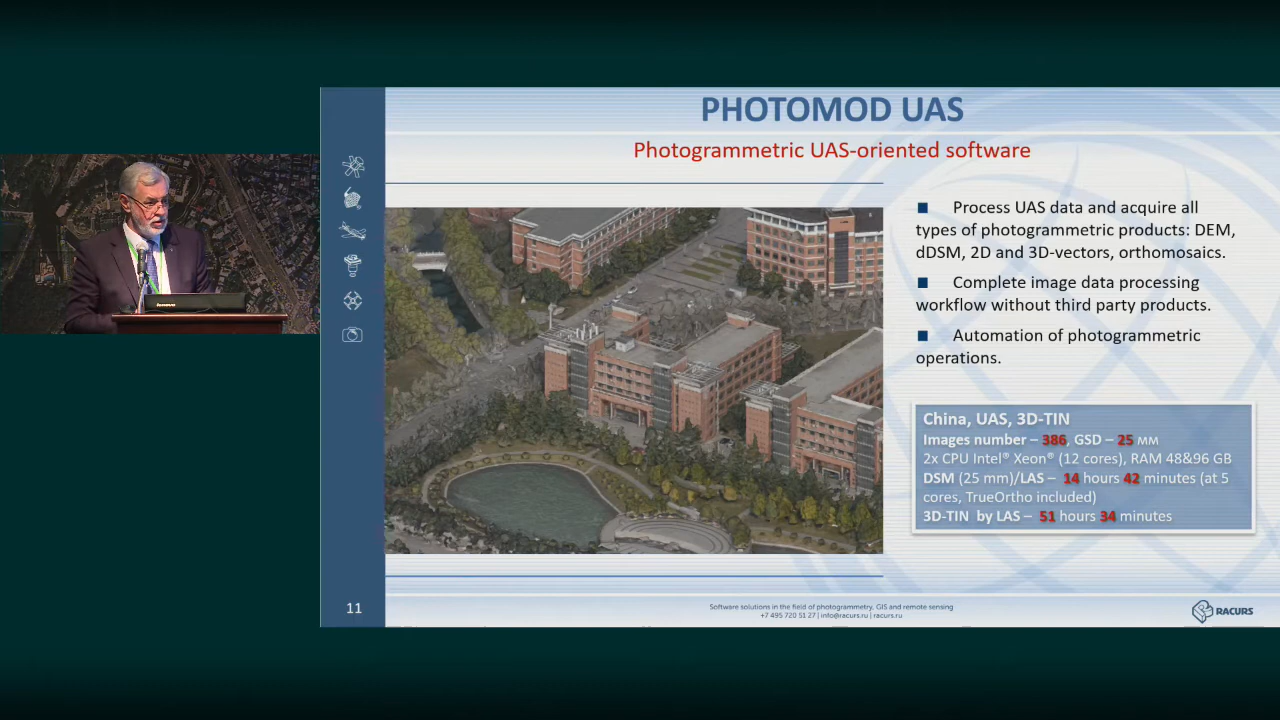 PHOTOMOD UAS
Photogrammetric UAS-oriented software
Process UAS data and acquire all
types of photogrammetric products: DEM,
dDSM, 2D and 3D-vectors, orthomosaics.
Complete image data processing
workflow without third party products.
Automation of photogrammetric
operations.
China, UAS, 3D-TIN
Images number – 386, GSD – 25 мм
2x CPU Intel® Xeon® (12 cores), RAM 48&96 GB
DSM (25 mm)/LAS – 14 hours 42 minutes (at 5
cores, TrueOrtho included)
3D-TIN by LAS – 51 hours 34 minutes
11
Software solutions in the field of photogrammetry, GIS and remote sensing
+7 495 720 51 27 | info@racurs.ru | racurs.ru
RACURS